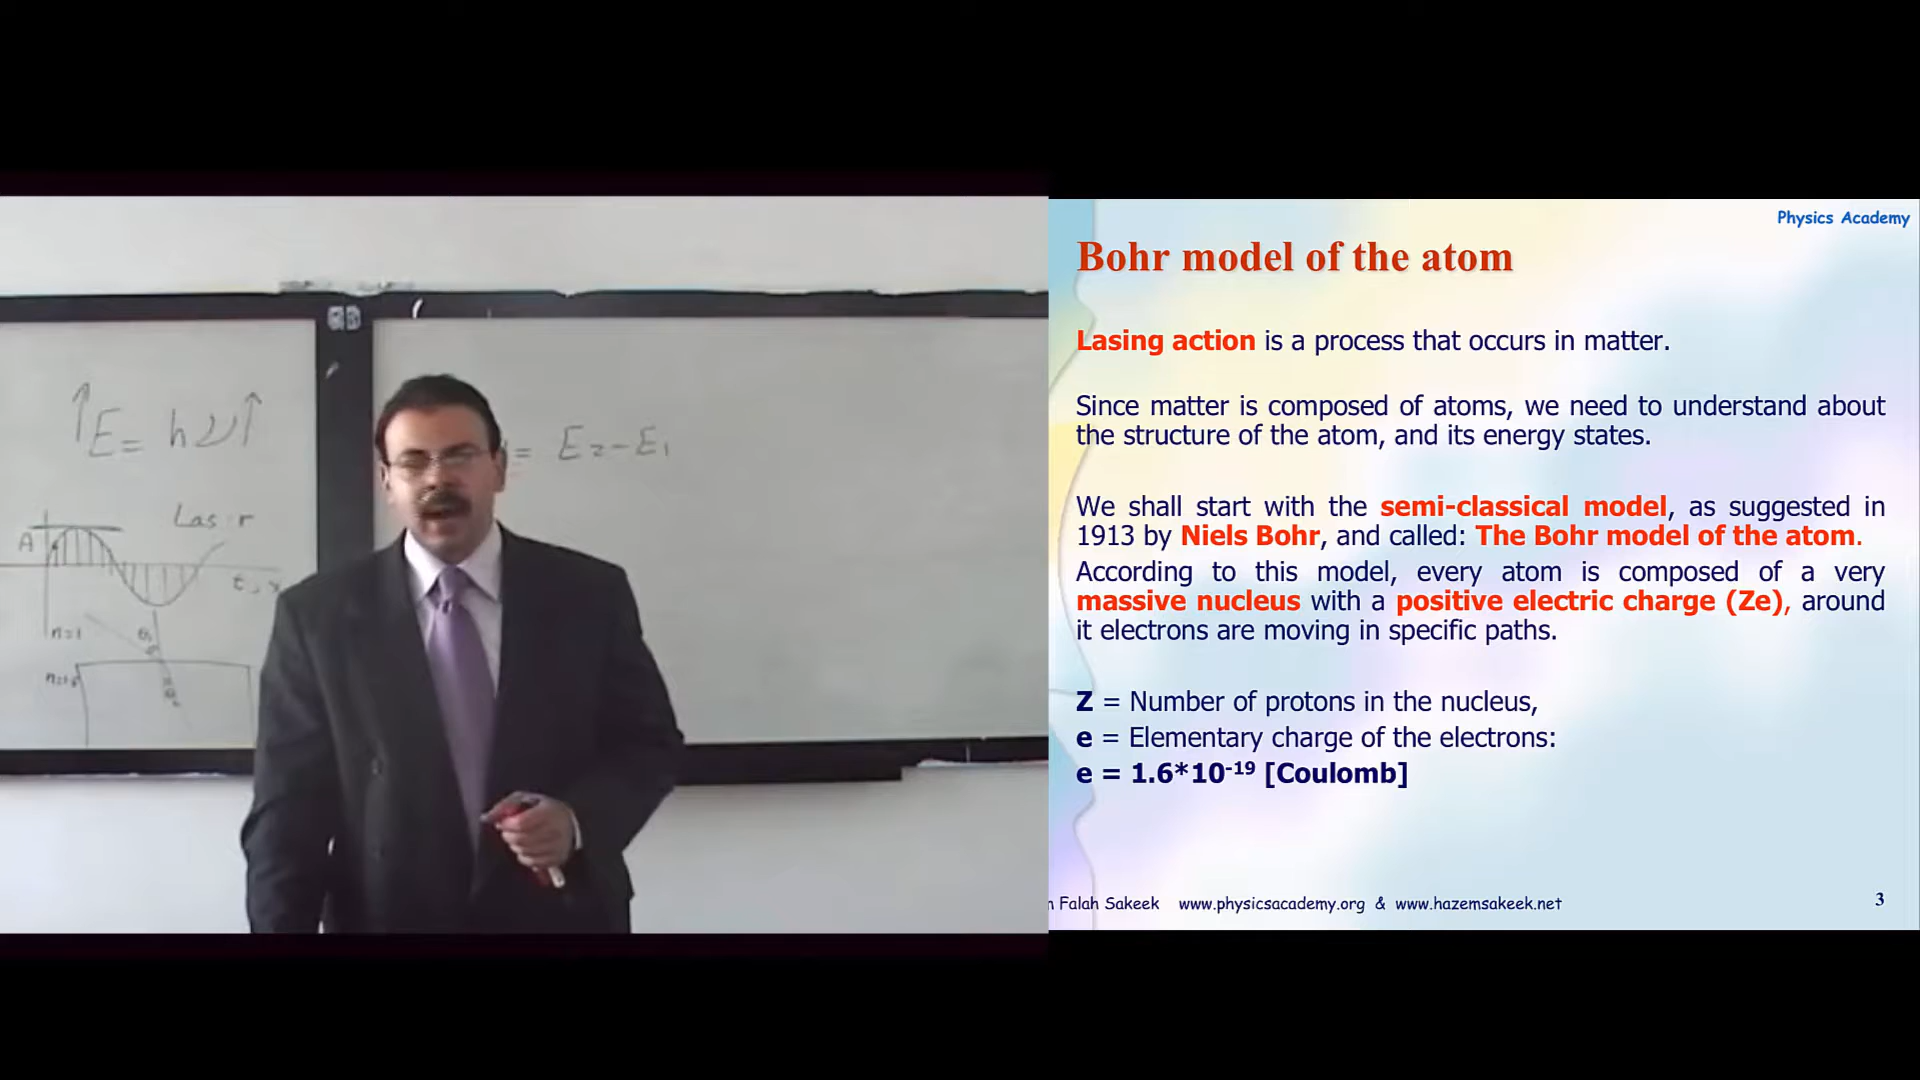 ↑E = hν↑
A
Las
r
t, x
n=1
= E2 - E1
Physics Academy
Bohr model of the atom
Lasing action is a process that occurs in matter.
Since matter is composed of atoms, we need to understand about
the structure of the atom, and its energy states.
We shall start with the semi-classical model, as suggested in
1913 by Niels Bohr, and called: The Bohr model of the atom.
According to this model, every atom is composed of a very
massive nucleus with a positive electric charge (Ze), around
it electrons are moving in specific paths.
Z = Number of protons in the nucleus,
e = Elementary charge of the electrons:
e = 1.6*10-19 [Coulomb]
Falah Sakeek www.physicsacademy.org & www.hazemsakeek.net
3